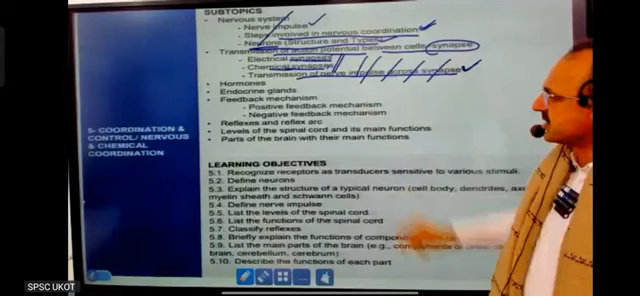 SUBTOPICS
• Nervous system
- Nerve impulse
- Steps involved in nervous coordination
- Neurons (Structure and Types)
• Transmission of action potential between cells-synapse
- Electrical synapses
- Chemical synapses
- Transmission of nerve impulse across synapse
• Hormones
• Endocrine glands
• Feedback mechanism
- Positive feedback mechanism
- Negative feedback mechanism
• Reflexes and reflex arc
• Levels of the spinal cord and its main functions
• Parts of the brain with their main functions
5- COORDINATION &
CONTROL/ NERVOUS
& CHEMICAL
COORDINATION
LEARNING OBJECTIVES
5.1. Recognize receptors as transducers sensitive to various stimuli.
5.2. Define neurons
5.3. Explain the structure of a typical neuron (cell body, dendrites,
myelin sheath and schwann cells)
5.4. Define nerve impulse
5.5. List the levels of the spinal cord
5.6. List the functions of the spinal cord
5.7. Classify reflexes
5.8. Briefly explain the functions of
5.9. List the main parts of the brain (e.g., components of
brain, cerebellum, cerebrum)
5.10. Describe the functions of each part
SPSC UKOT